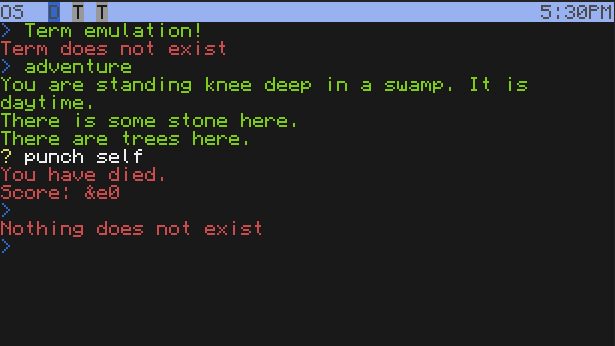 OS D T T 5:30PM
> Term emulation!
Term does not exist
> adventure
You are standing knee deep in a swamp. It is
daytime.
There is some stone here.
There are trees here.
? punch self
You have died.
Score: &e0
>
Nothing does not exist
>